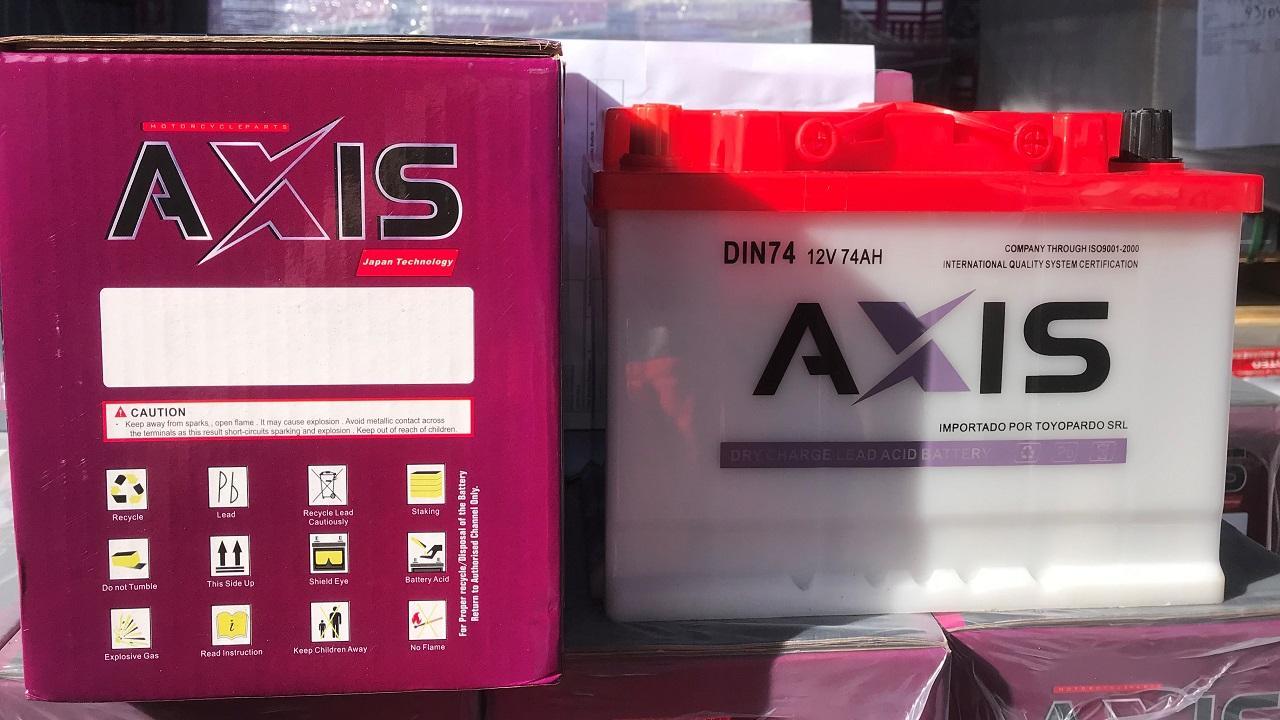 MOTORCYCLEPARTS
AXIS
Japan Technology
CAUTION
- Keep away from sparks , open flame . It may cause explosion . Avoid metallic contact across
the terminals as this result short-circuits sparking and explosion . Keep out of reach of children.
Recycle
Pb
Lead
Recycle Lead
Cautiously
Staking
Do not Tumble
This Side Up
Shield Eye
Battery Acid
Explosive Gas
Read Instruction
Keep Children Away
No Flame
For Proper recycle/Disposal of the Battery
Return to Authorised Channel Only.
DIN74 12V 74AH
COMPANY THROUGH ISO9001-2000
INTERNATIONAL QUALITY SYSTEM CERTIFICATION
AXIS
IMPORTADO POR TOYOPARDO SRL
DRY CHARGE LEAD ACID BATTERY
Pb
MOTORCYCLEPARTS